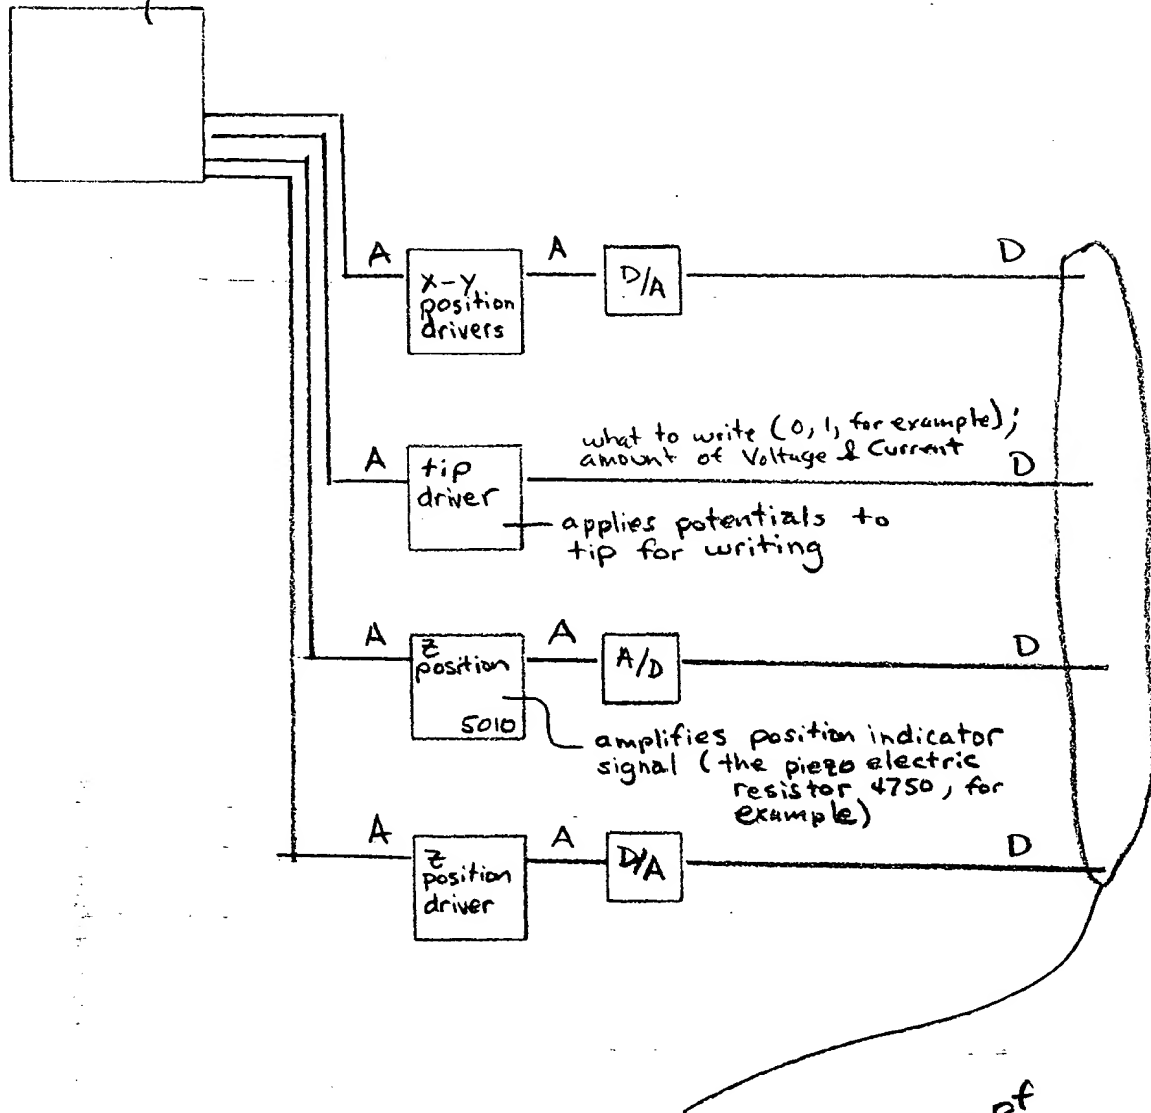 A
X-Y
position
drivers
A
D/A
D
A
tip
driver
what to write (0, 1, for example);
amount of Voltage & Current
D
applies potentials to
tip for writing
A
Z
position
5010
A
A/D
D
amplifies position indicator
signal (the piezo electric
resistor 4750, for
example)
A
Z
position
driver
A
D/A
D
of